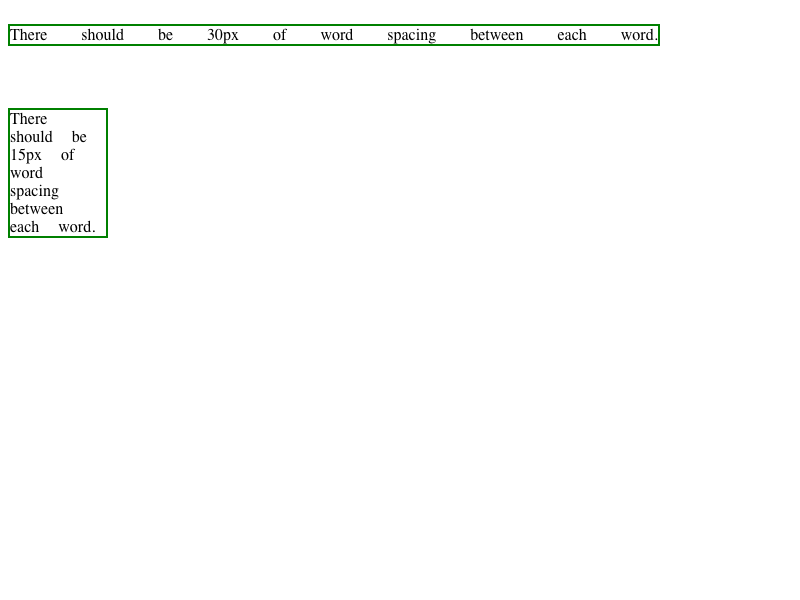 There should be 30px of word spacing between each word.
There
should be
15px of
word
spacing
between
each word.